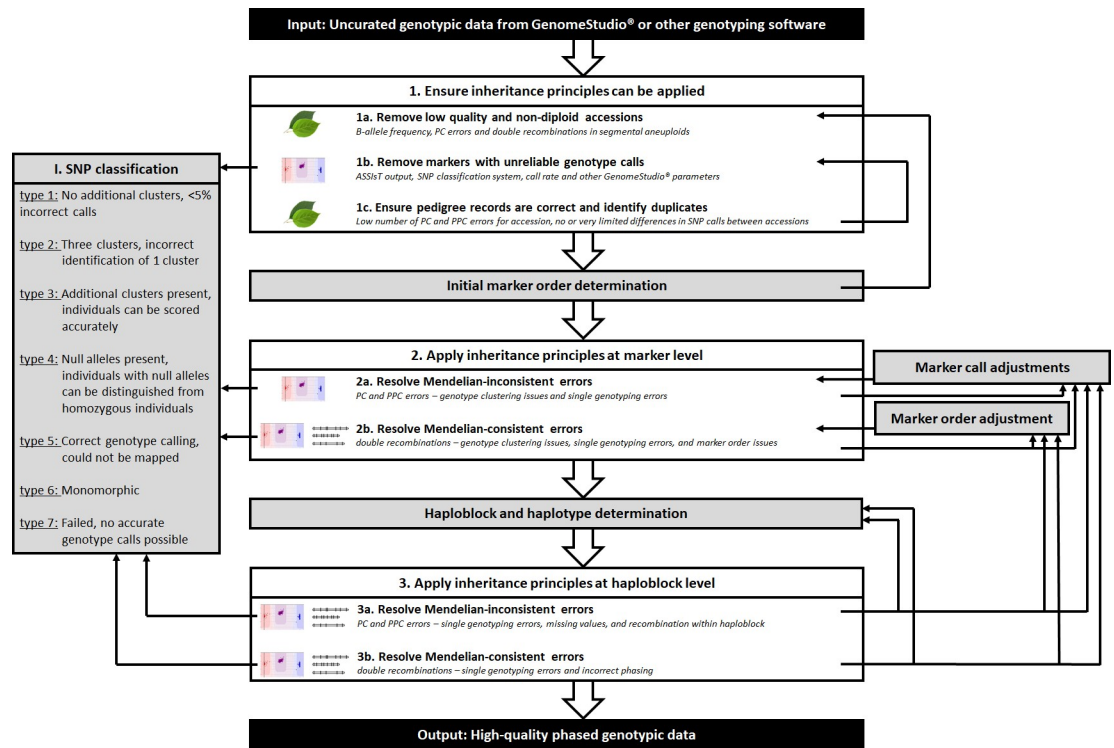 Input: Uncurated genotypic data from GenomeStudio® or other genotyping software
1. Ensure inheritance principles can be applied
1a. Remove low quality and non-diploid accessions
B-allele frequency, PC errors and double recombinations in segmental aneuploids
1b. Remove markers with unreliable genotype calls
ASSIsT output, SNP classification system, call rate and other GenomeStudio® parameters
1c. Ensure pedigree records are correct and identify duplicates
Low number of PC and PPC errors for accession, no or very limited differences in SNP calls between accessions
I. SNP classification
type 1: No additional clusters, <5%
incorrect calls
type 2: Three clusters, incorrect
identification of 1 cluster
type 3: Additional clusters present,
individuals can be scored
accurately
type 4: Null alleles present,
individuals with null alleles
can be distinguished from
homozygous individuals
type 5: Correct genotype calling,
could not be mapped
type 6: Monomorphic
type 7: Failed, no accurate
genotype calls possible
Initial marker order determination
2. Apply inheritance principles at marker level
2a. Resolve Mendelian-inconsistent errors
PC and PPC errors – genotype clustering issues and single genotyping errors
2b. Resolve Mendelian-consistent errors
double recombinations – genotype clustering issues, single genotyping errors, and marker order issues
Marker call adjustments
Marker order adjustment
Haploblock and haplotype determination
3. Apply inheritance principles at haploblock level
3a. Resolve Mendelian-inconsistent errors
PC and PPC errors – single genotyping errors, missing values, and recombination within haploblock
3b. Resolve Mendelian-consistent errors
double recombinations – single genotyping errors and incorrect phasing
Output: High-quality phased genotypic data